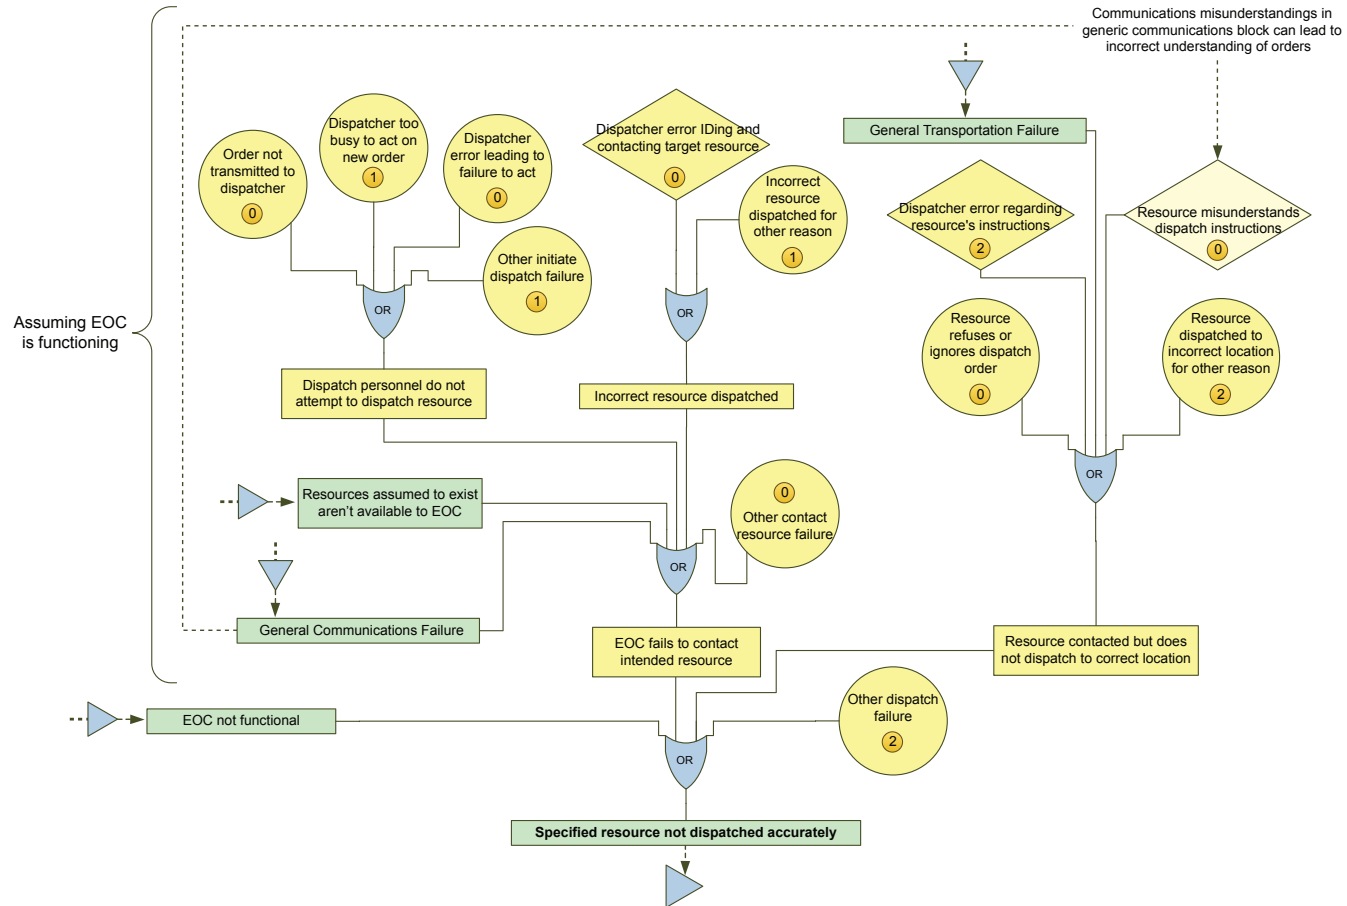 Communications misunderstandings in
generic communications block can lead to
incorrect understanding of orders
General Transportation Failure
Dispatcher too
busy to act on
new order
1
Order not
transmitted to
dispatcher
0
Dispatcher
error leading to
failure to act
0
Other initiate
dispatch failure
1
OR
Dispatcher error IDing and
contacting target resource
0
Incorrect
resource
dispatched for
other reason
1
OR
Dispatcher error regarding
resource's instructions
2
Resource misunderstands
dispatch instructions
0
Assuming EOC
is functioning
Resource
refuses or
ignores dispatch
order
0
Resource
dispatched to
incorrect location
for other reason
2
OR
Dispatch personnel do not
attempt to dispatch resource
Incorrect resource dispatched
Resources assumed to exist
aren't available to EOC
0
Other contact
resource failure
OR
General Communications Failure
EOC fails to contact
intended resource
Resource contacted but does
not dispatch to correct location
EOC not functional
Other dispatch
failure
2
OR
Specified resource not dispatched accurately